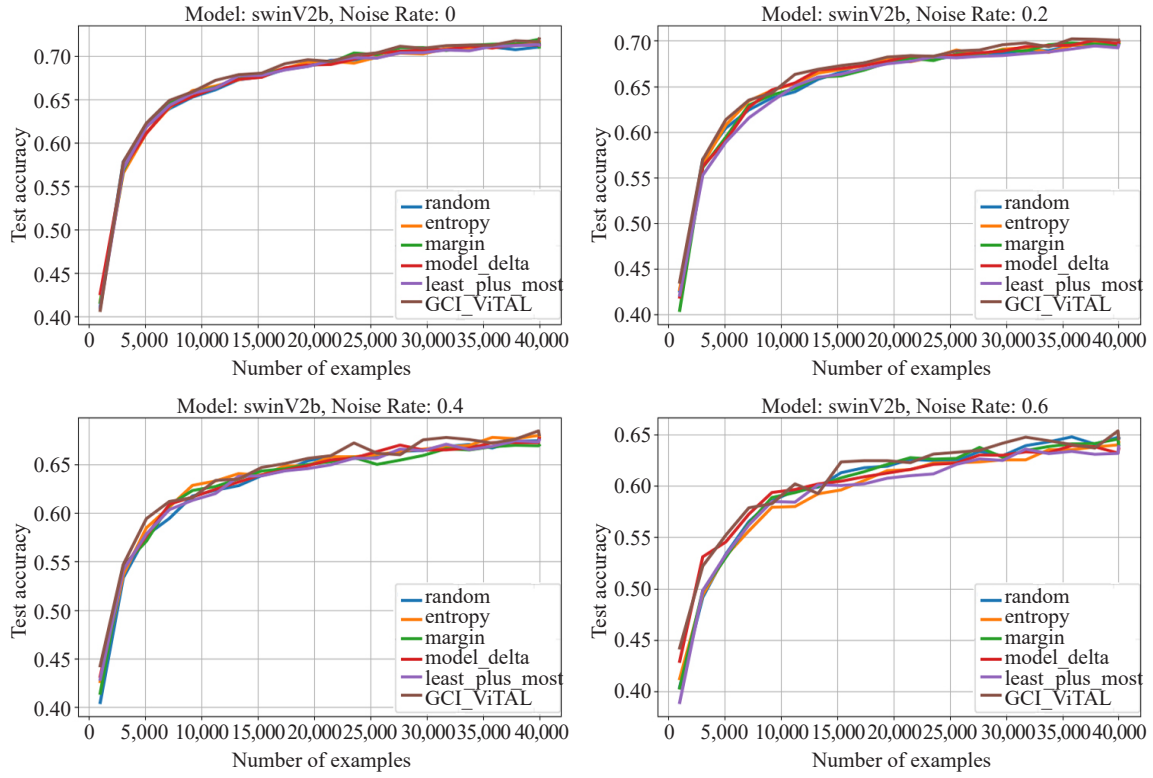 Model: swinV2b, Noise Rate: 0
Test accuracy
0.70
0.65
0.60
0.55
0.50
0.45
0.40
random
entropy
margin
model_delta
least_plus_most
GCI_ViTAL
0 5,000 10,000 15,000 20,000 25,000 30,000 35,000 40,000
Number of examples
Model: swinV2b, Noise Rate: 0.2
Test accuracy
0.70
0.65
0.60
0.55
0.50
0.45
0.40
random
entropy
margin
model_delta
least_plus_most
GCI_ViTAL
0 5,000 10,000 15,000 20,000 25,000 30,000 35,000 40,000
Number of examples
Model: swinV2b, Noise Rate: 0.4
Test accuracy
0.65
0.60
0.55
0.50
0.45
0.40
random
entropy
margin
model_delta
least_plus_most
GCI_ViTAL
0 5,000 10,000 15,000 20,000 25,000 30,000 35,000 40,000
Number of examples
Model: swinV2b, Noise Rate: 0.6
Test accuracy
0.65
0.60
0.55
0.50
0.45
0.40
random
entropy
margin
model_delta
least_plus_most
GCI_ViTAL
0 5,000 10,000 15,000 20,000 25,000 30,000 35,000 40,000
Number of examples